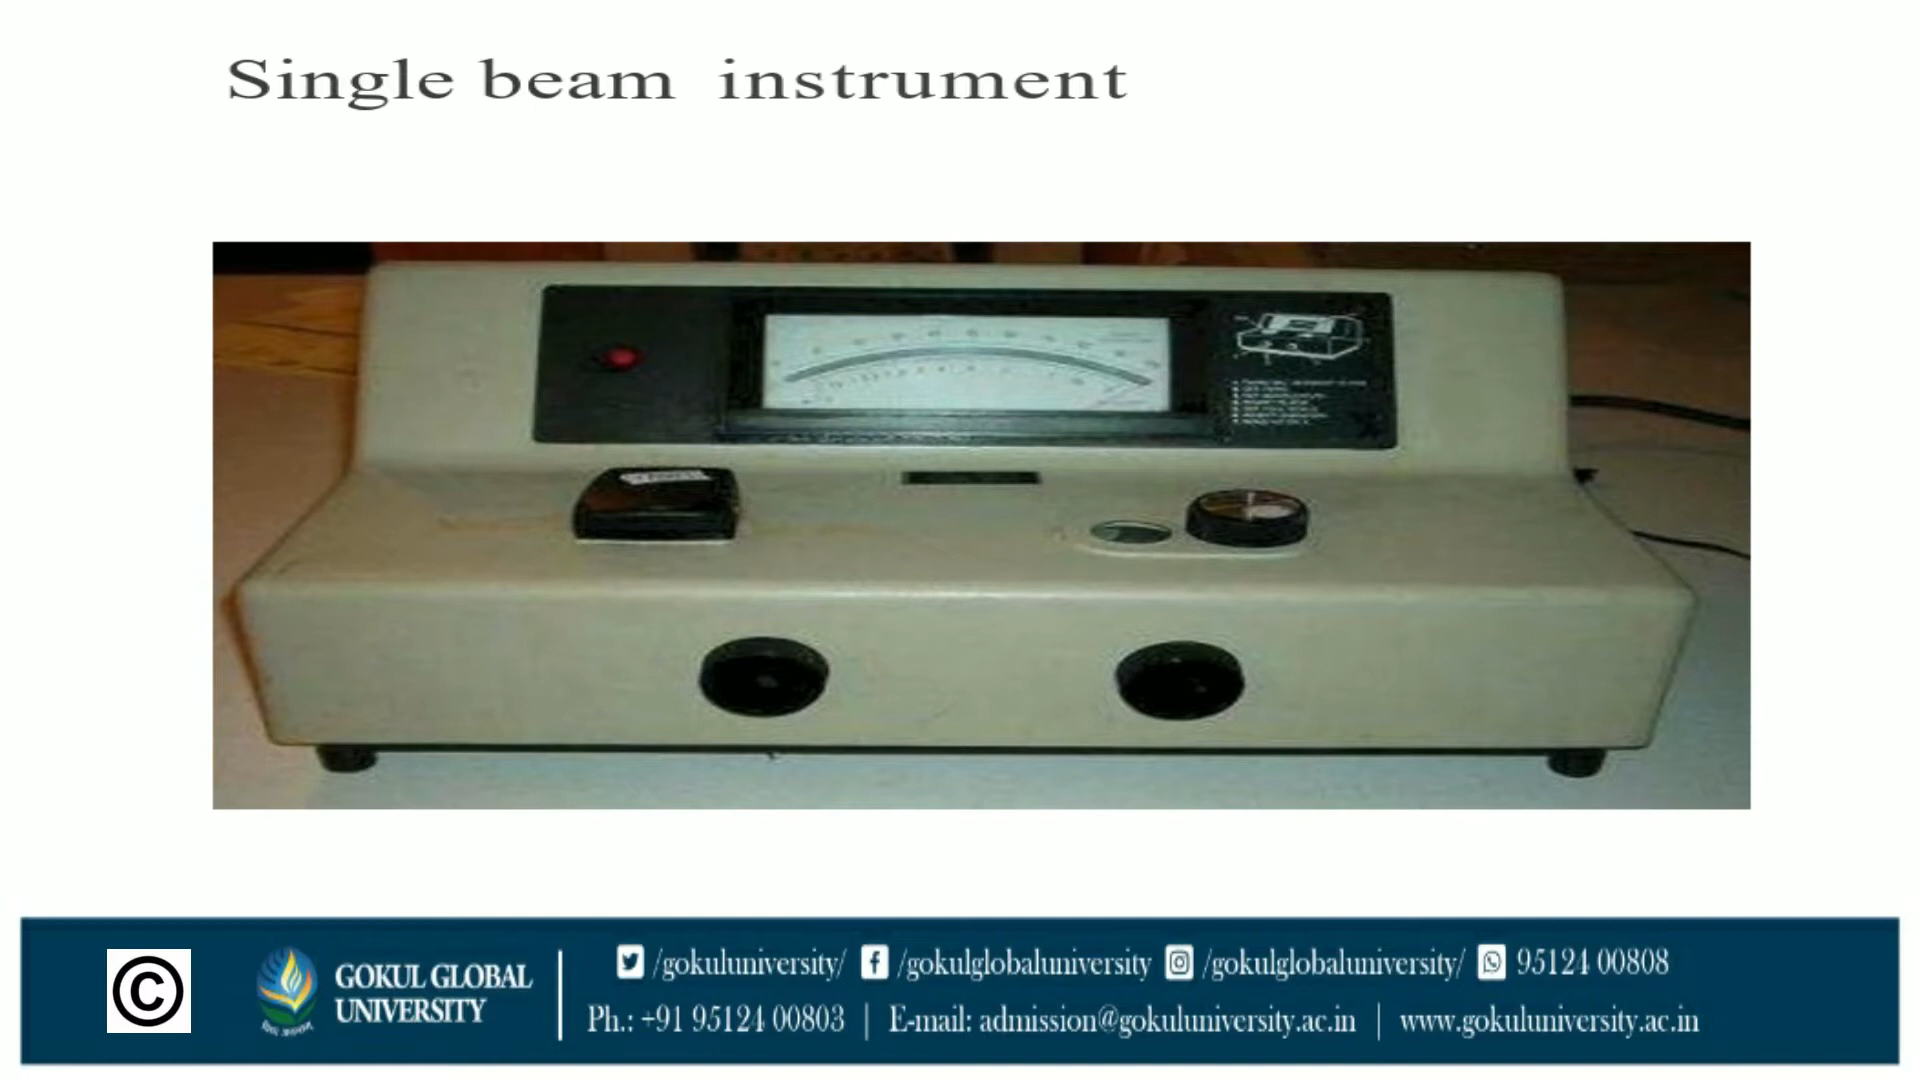 Single beam instrument
©
GOKUL GLOBAL
UNIVERSITY
/gokuluniversity/ /gokulglobaluniversity /gokulglobaluniversity/ 95124 00808
Ph.: +91 95124 00803 | E-mail: admission@gokuluniversity.ac.in | www.gokuluniversity.ac.in